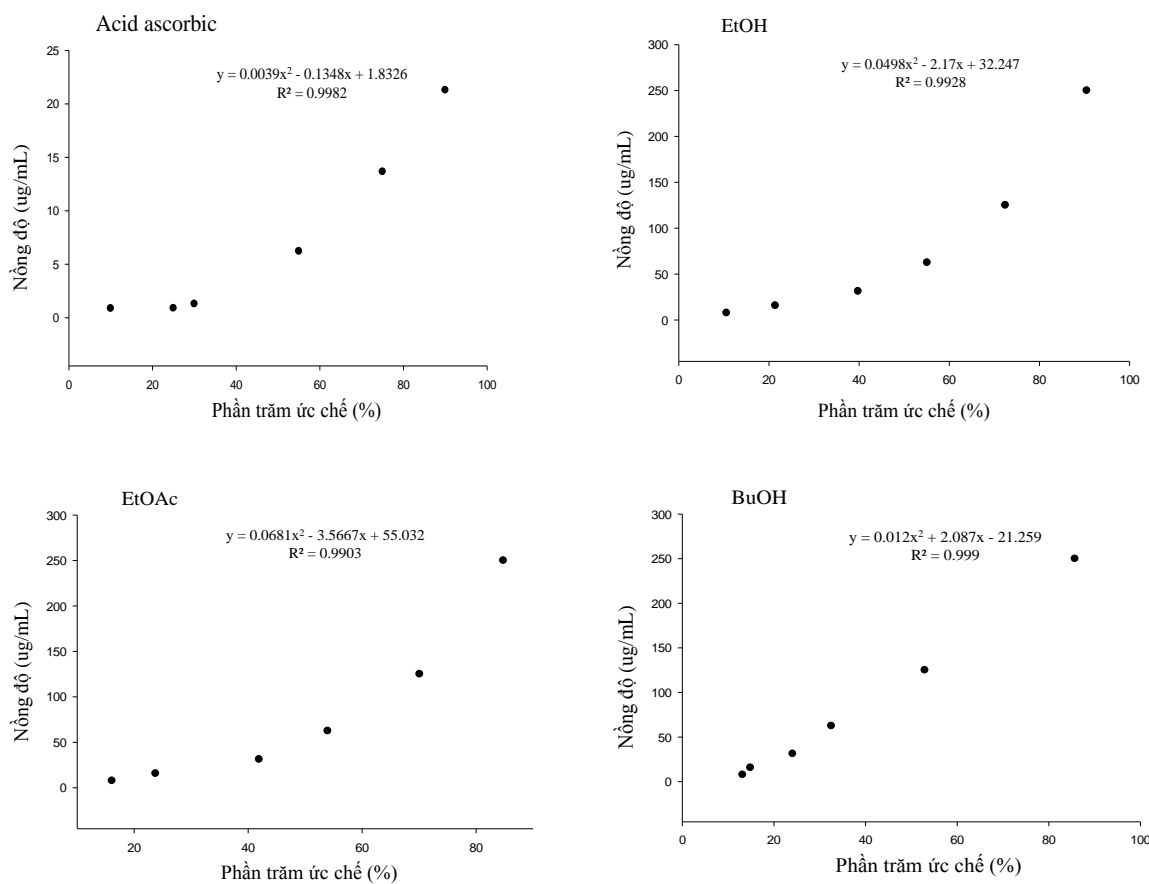 Acid ascorbic
y = 0.0039x² - 0.1348x + 1.8326
R² = 0.9982
Nồng độ (ug/mL)
25
20
15
10
5
0
0 20 40 60 80 100
Phần trăm ức chế (%)
EtOH
y = 0.0498x² - 2.17x + 32.247
R² = 0.9928
Nồng độ (ug/mL)
300
250
200
150
100
50
0
0 20 40 60 80 100
Phần trăm ức chế (%)
EtOAc
y = 0.0681x² - 3.5667x + 55.032
R² = 0.9903
Nồng độ (ug/mL)
300
250
200
150
100
50
0
20 40 60 80
Phần trăm ức chế (%)
BuOH
y = 0.012x² + 2.087x - 21.259
R² = 0.999
Nồng độ (ug/mL)
300
250
200
150
100
50
0
0 20 40 60 80 100
Phần trăm ức chế (%)